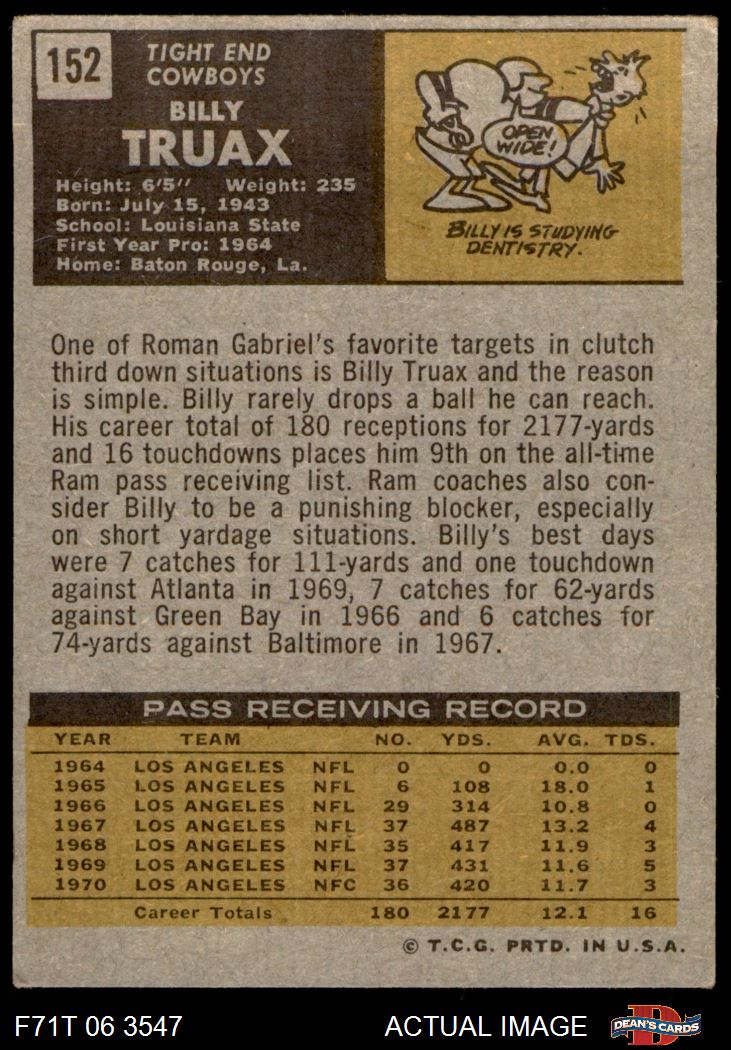 152
TIGHT END
COWBOYS
BILLY
TRUAX
Height: 6'5" Weight: 235
Born: July 15, 1943
School: Louisiana State
First Year Pro: 1964
Home: Baton Rouge, La.
OPEN
WIDE!
BILLY IS STUDYING
DENTISTRY.
One of Roman Gabriel's favorite targets in clutch
third down situations is Billy Truax and the reason
is simple. Billy rarely drops a ball he can reach.
His career total of 180 receptions for 2177-yards
and 16 touchdowns places him 9th on the all-time
Ram pass receiving list. Ram coaches also con-
sider Billy to be a punishing blocker, especially
on short yardage situations. Billy's best days
were 7 catches for 111-yards and one touchdown
against Atlanta in 1969, 7 catches for 62-yards
against Green Bay in 1966 and 6 catches for
74-yards against Baltimore in 1967.
PASS RECEIVING RECORD
YEAR TEAM NO. YDS. AVG. TDS.
1964 LOS ANGELES NFL 0 0 0.0 0
1965 LOS ANGELES NFL 6 108 18.0 1
1966 LOS ANGELES NFL 29 314 10.8 0
1967 LOS ANGELES NFL 37 487 13.2 4
1968 LOS ANGELES NFL 35 417 11.9 3
1969 LOS ANGELES NFL 37 431 11.6 5
1970 LOS ANGELES NFC 36 420 11.7 3
Career Totals 180 2177 12.1 16
© T.C.G. PRTD. IN U.S.A.
F71T 06 3547 ACTUAL IMAGE D DEAN'S CARDS